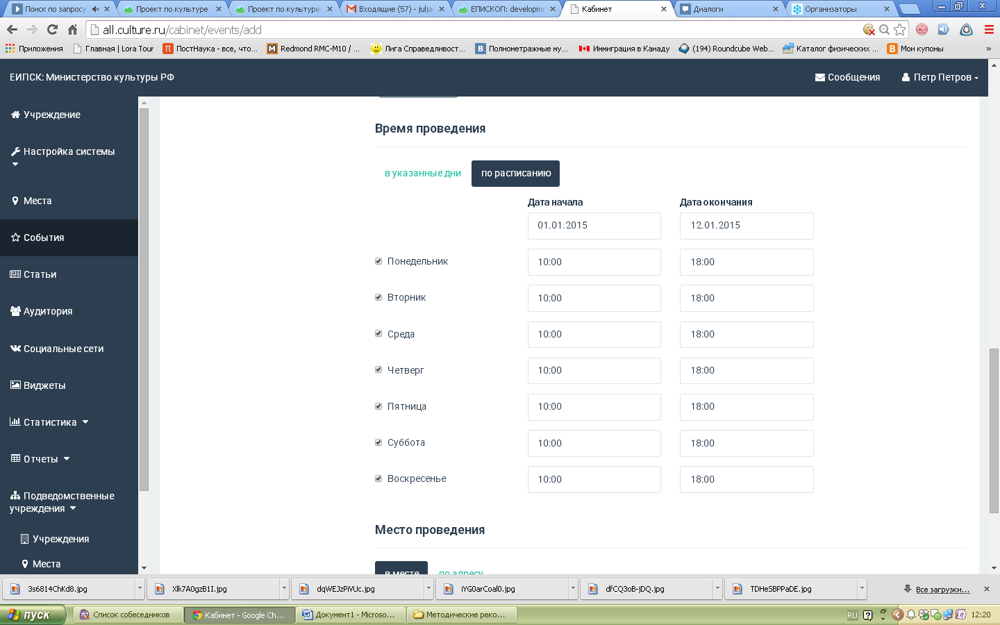 Поиск по запросу
Проект по культуре
Проект по культуре:
Входящие (57) - julja
ЕПИСКОП: developme
Кабинет
Диалоги
Организаторы
all.culture.ru/cabinet/events/add
Приложения
Главная | Lora Tour
ПостНаука - все, что...
Redmond RMC-M10 / ...
Лига Справедливост...
Полнометражные му...
Иммиграция в Канаду
(194) Roundcube Web...
Каталог физических ...
Мои купоны
»
ЕИПСК: Министерство культуры РФ
Сообщения
Петр Петров
Учреждение
Настройка системы
Места
События
Статьи
Аудитория
Социальные сети
Виджеты
Статистика
Отчеты
Подведомственные
учреждения
Учреждения
Места
Время проведения
в указанные дни
по расписанию
Дата начала Дата окончания
01.01.2015 12.01.2015
Понедельник 10:00 18:00
Вторник 10:00 18:00
Среда 10:00 18:00
Четверг 10:00 18:00
Пятница 10:00 18:00
Суббота 10:00 18:00
Воскресенье 10:00 18:00
Место проведения
в месте
по адресу
3s6814ChKd8.jpg
Xlk7A0gzB1I.jpg
dqWEJzPiVUc.jpg
iYG0arCoal0.jpg
dfCQ3oB-jDQ.jpg
TDHeSBPPaDE.jpg
Все загрузки...
пуск
Список собеседников
Кабинет - Google Ch...
Документ1 - Microso...
Методические реко...
RU
12:20